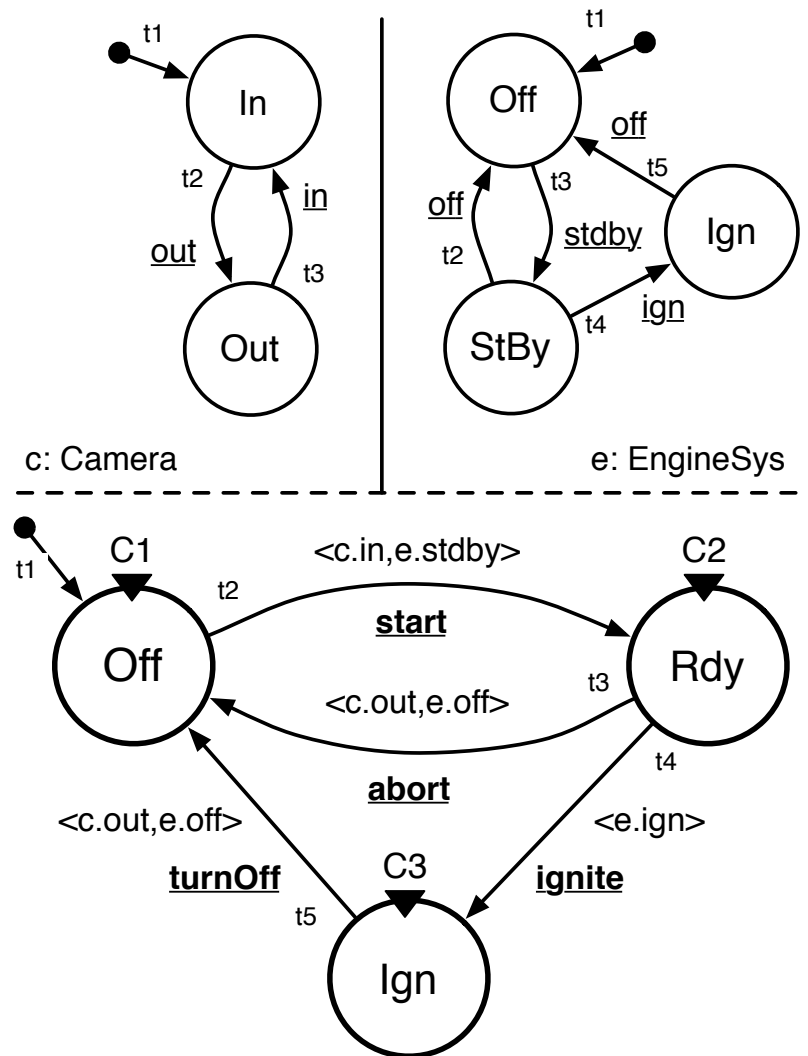 t1
In
t2
in
out
t3
Out
c: Camera
t1
Off
off
t5
t3
off
stdby
Ign
t2
t4
ign
StBy
e: EngineSys
t1
C1
<c.in,e.stdby>
C2
t2
start
Off
Rdy
t3
<c.out,e.off>
t4
abort
<c.out,e.off>
<e.ign>
turnOff
C3
ignite
t5
Ign